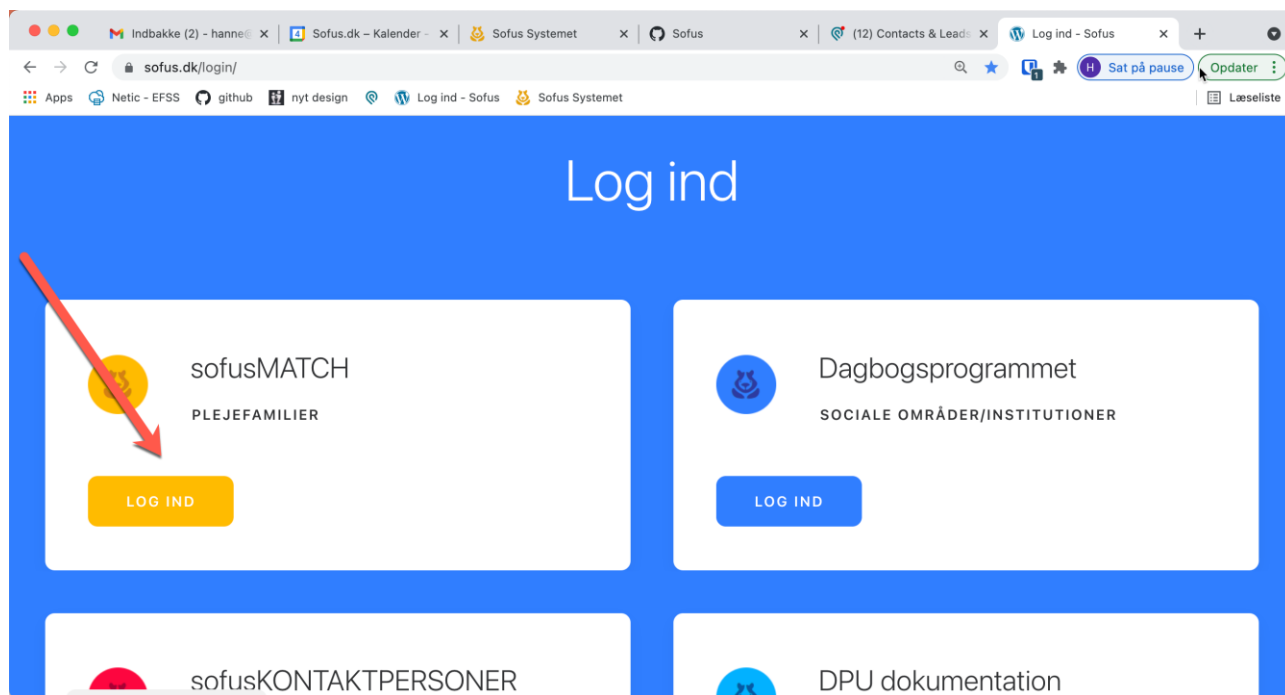 Indbakke (2) - hanne@
Sofus.dk – Kalender -
Sofus Systemet
Sofus
(12) Contacts & Leads
Log ind - Sofus
sofus.dk/login/
H
Sat på pause
Opdater
Apps
Netic - EFSS
github
nyt design
Log ind - Sofus
Sofus Systemet
Læseliste
Log ind
sofusMATCH
PLEJEFAMILIER
LOG IND
Dagbogsprogrammet
SOCIALE OMRÅDER/INSTITUTIONER
LOG IND
sofusKONTAKTPERSONER
DPU dokumentation